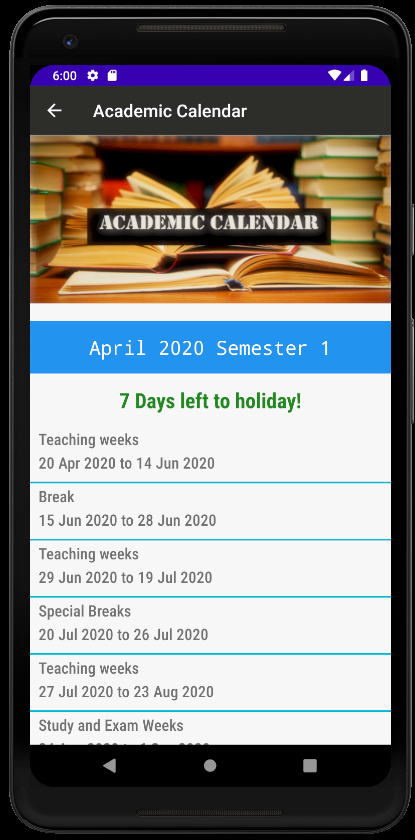 6:00
Academic Calendar
ACADEMIC CALENDAR
April 2020 Semester 1
7 Days left to holiday!
Teaching weeks
20 Apr 2020 to 14 Jun 2020
Break
15 Jun 2020 to 28 Jun 2020
Teaching weeks
29 Jun 2020 to 19 Jul 2020
Special Breaks
20 Jul 2020 to 26 Jul 2020
Teaching weeks
27 Jul 2020 to 23 Aug 2020
Study and Exam Weeks